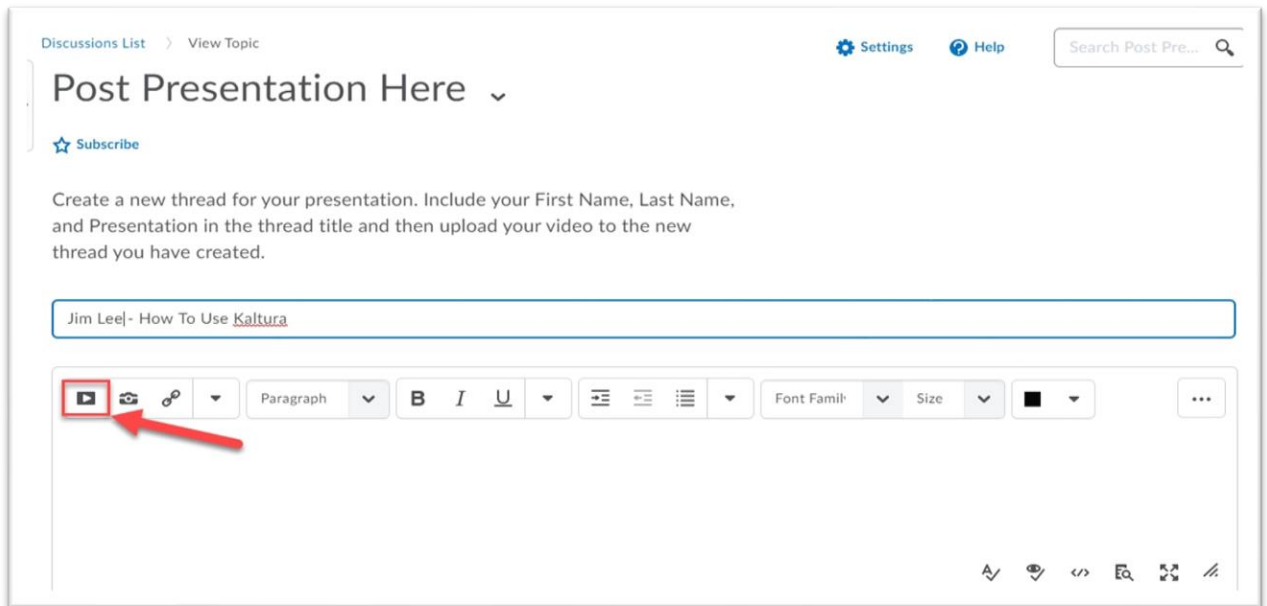 Discussions List > View Topic
Settings Help Search Post Pre...
Post Presentation Here
Subscribe
Create a new thread for your presentation. Include your First Name, Last Name,
and Presentation in the thread title and then upload your video to the new
thread you have created.
Jim Lee - How To Use Kaltura
Paragraph B I U Font Famil Size ...